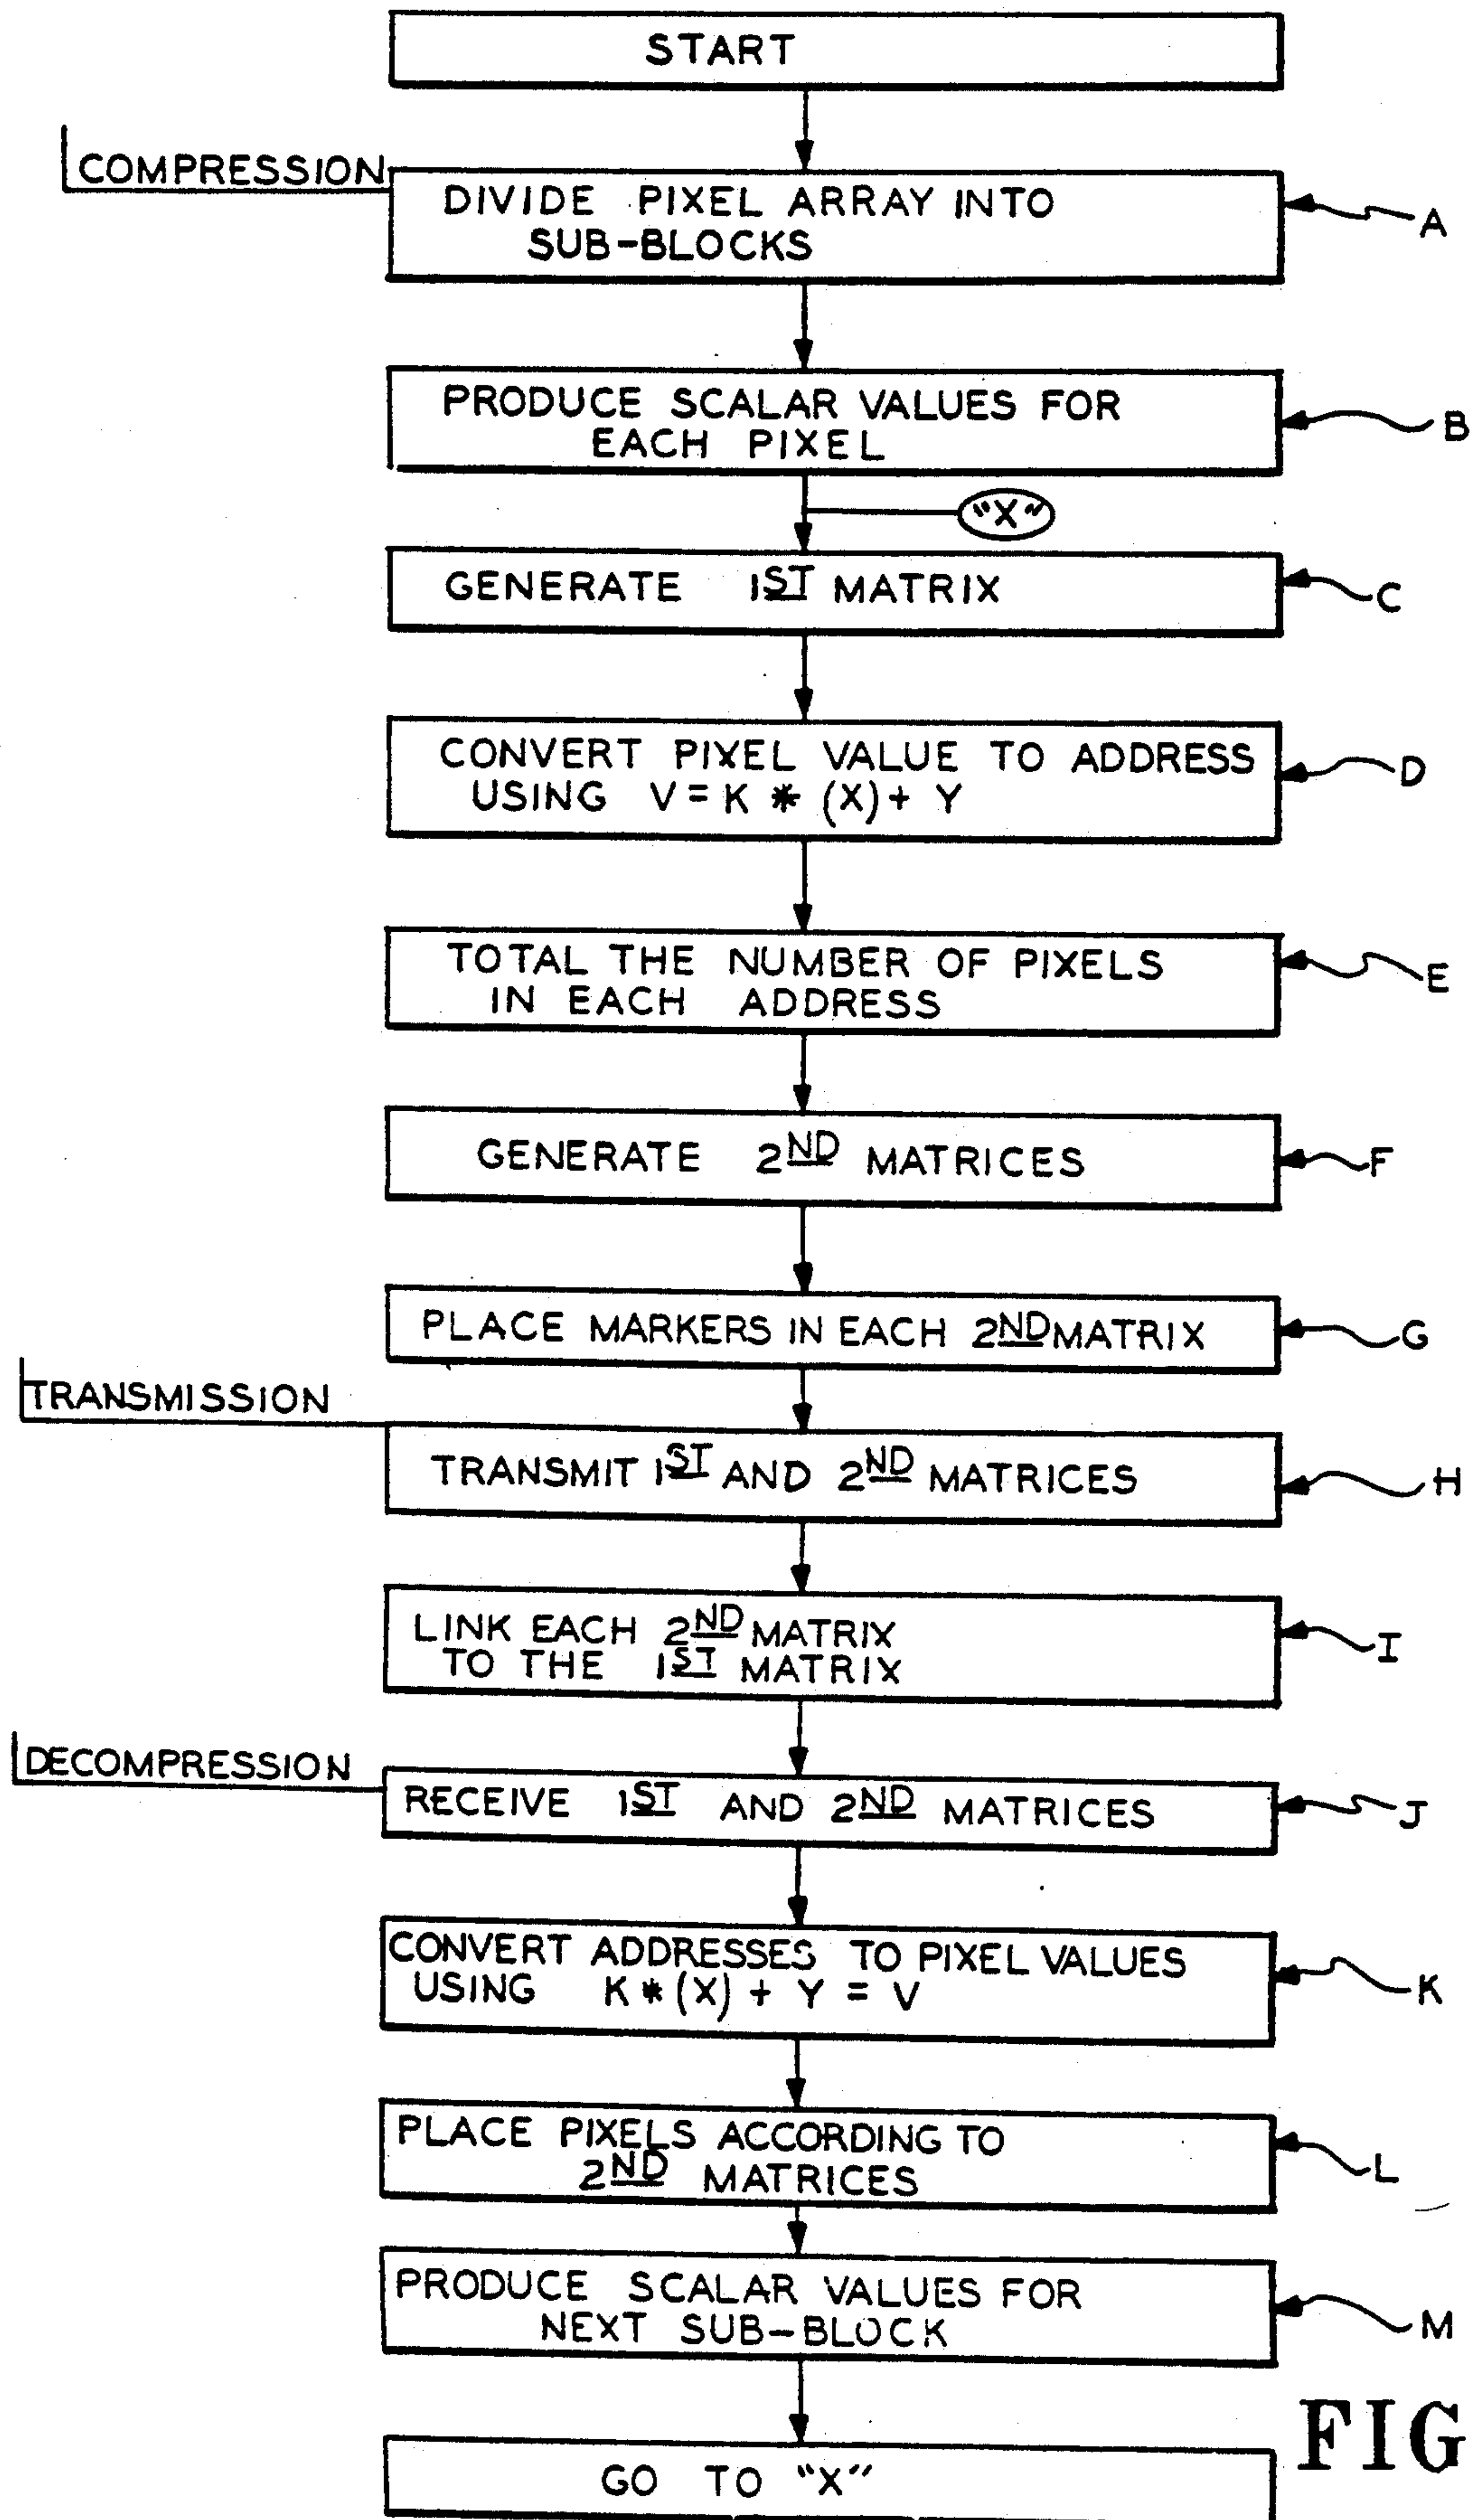 START
COMPRESSION
DIVIDE PIXEL ARRAY INTO
SUB-BLOCKS
A
PRODUCE SCALAR VALUES FOR
EACH PIXEL
B
"X"
GENERATE 1ST MATRIX
C
CONVERT PIXEL VALUE TO ADDRESS
USING V = K * (X) + Y
D
TOTAL THE NUMBER OF PIXELS
IN EACH ADDRESS
E
GENERATE 2ND MATRICES
F
PLACE MARKERS IN EACH 2ND MATRIX
G
TRANSMISSION
TRANSMIT 1ST AND 2ND MATRICES
H
LINK EACH 2ND MATRIX
TO THE 1ST MATRIX
I
DECOMPRESSION
RECEIVE 1ST AND 2ND MATRICES
J
CONVERT ADDRESSES TO PIXEL VALUES
USING K * (X) + Y = V
K
PLACE PIXELS ACCORDING TO
2ND MATRICES
L
PRODUCE SCALAR VALUES FOR
NEXT SUB-BLOCK
M
GO TO "X"
FIG